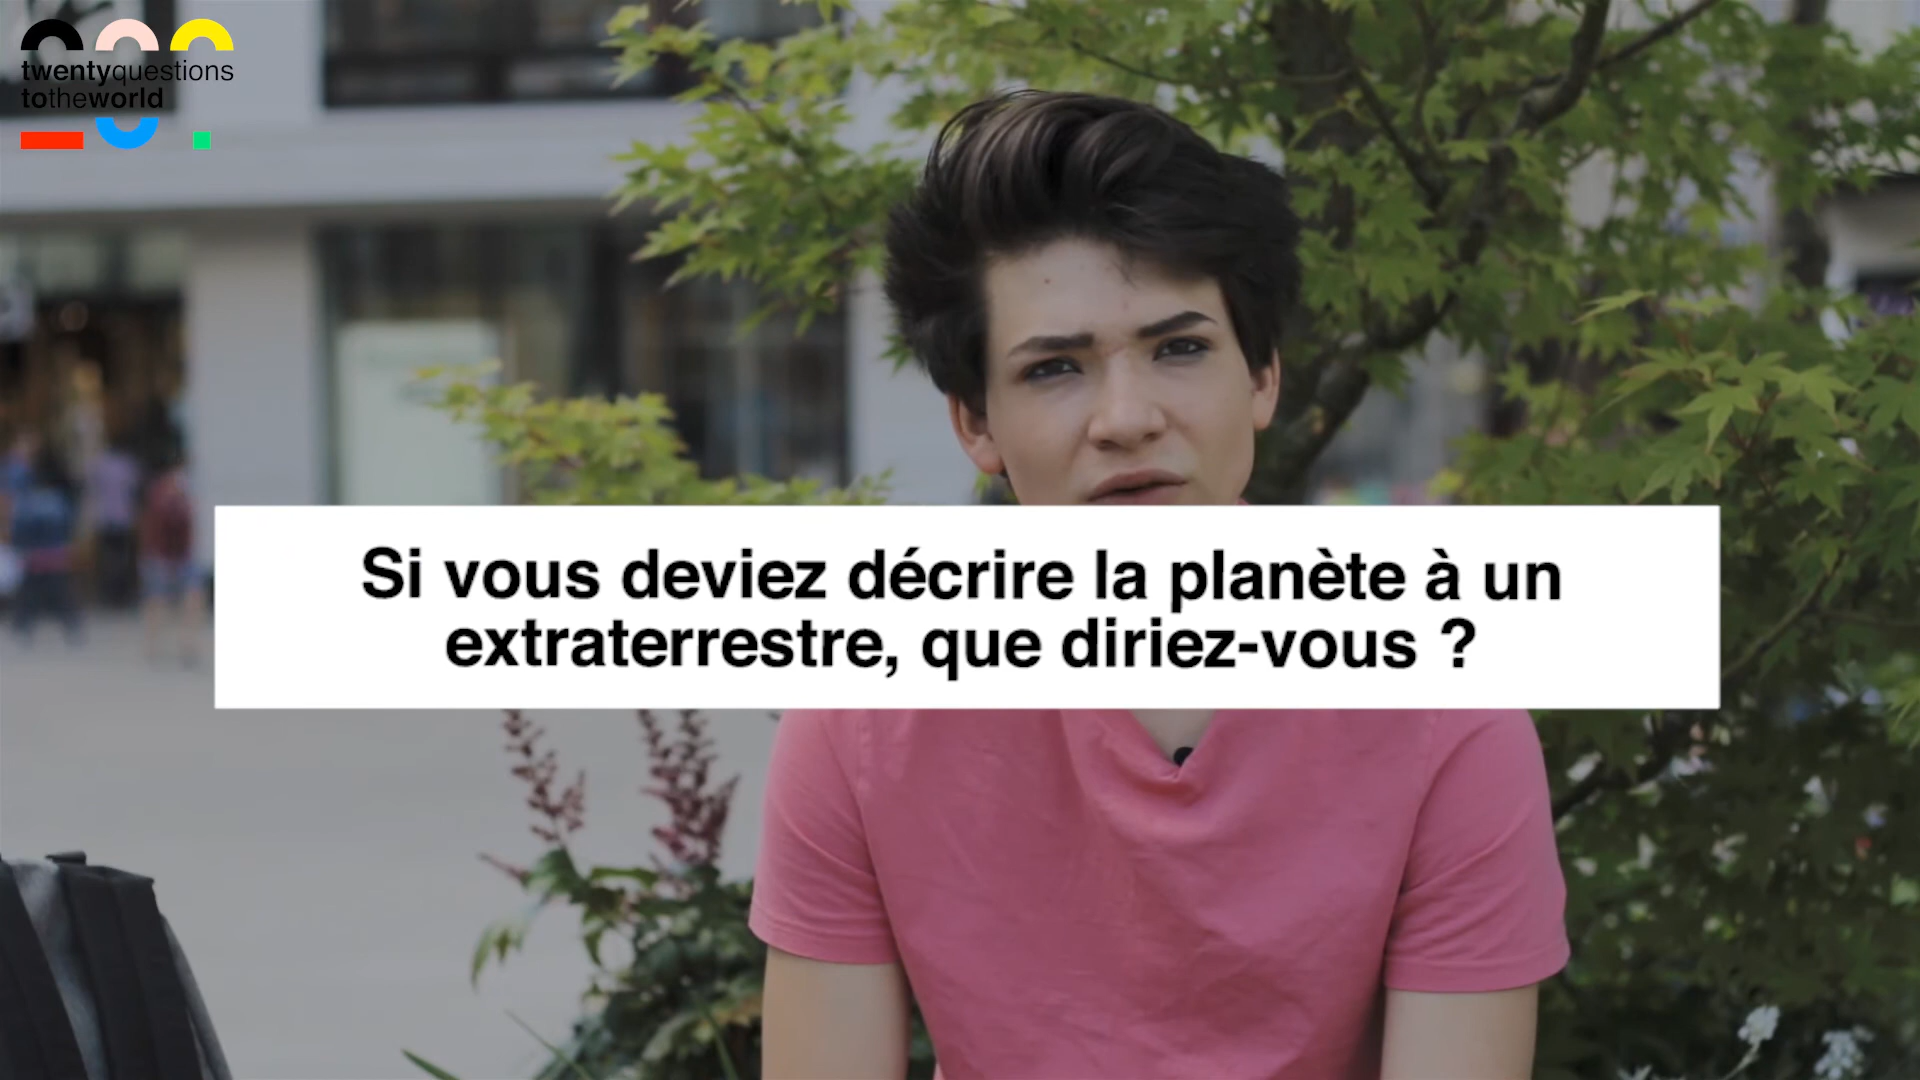 twentyquestions
totheworld
Si vous deviez décrire la planète à un
extraterrestre, que diriez-vous ?